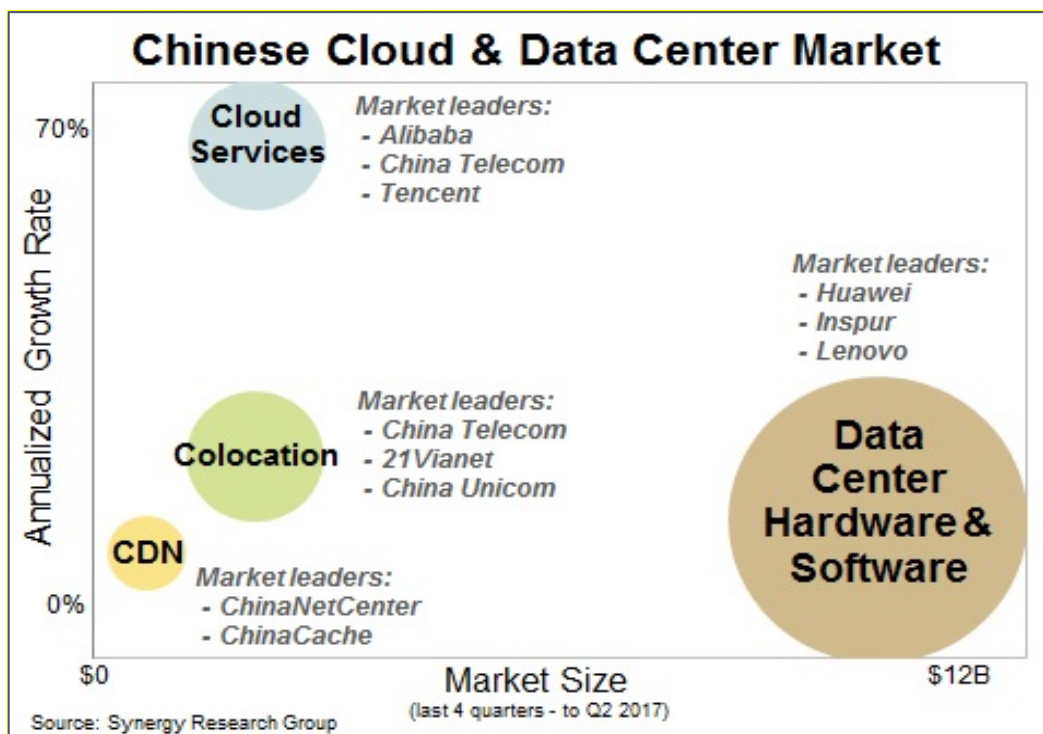 Chinese Cloud & Data Center Market
Annualized Growth Rate
70%
0%
Cloud
Services
Market leaders:
- Alibaba
- China Telecom
- Tencent
Market leaders:
- Huawei
- Inspur
- Lenovo
Data
Center
Hardware &
Software
Colocation
Market leaders:
- China Telecom
- 21Vianet
- China Unicom
CDN
Market leaders:
- ChinaNetCenter
- ChinaCache
$0
Market Size
$12B
(last 4 quarters - to Q2 2017)
Source: Synergy Research Group